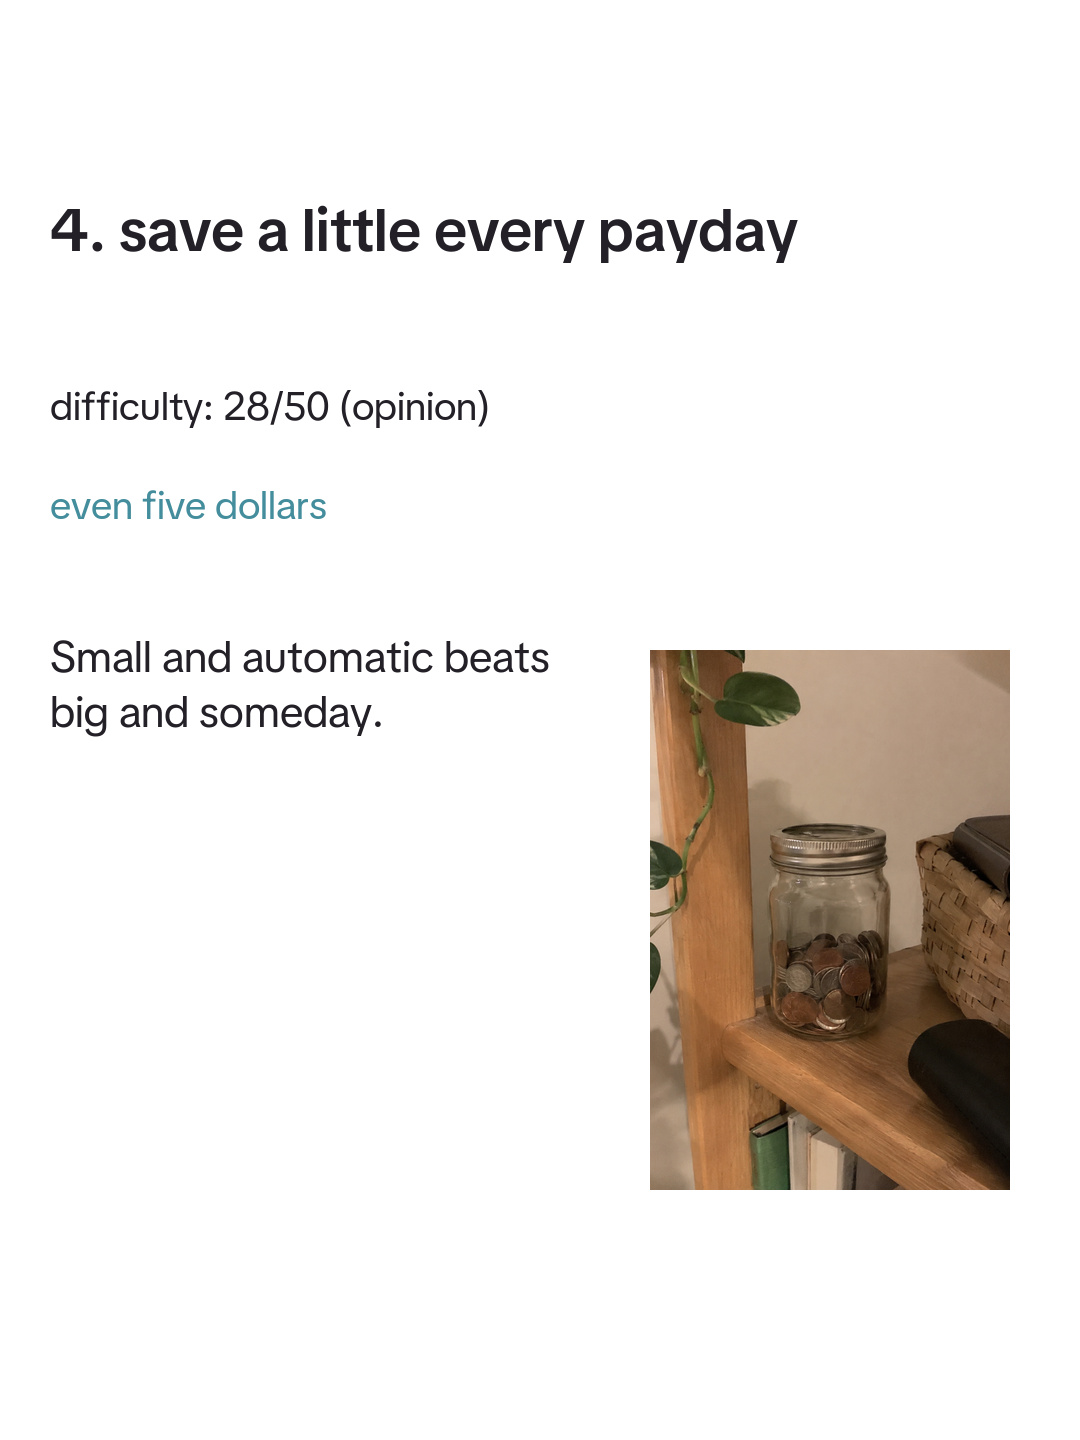 4. save a little every payday
difficulty: 28/50 (opinion)
even five dollars
Small and automatic beats
big and someday.